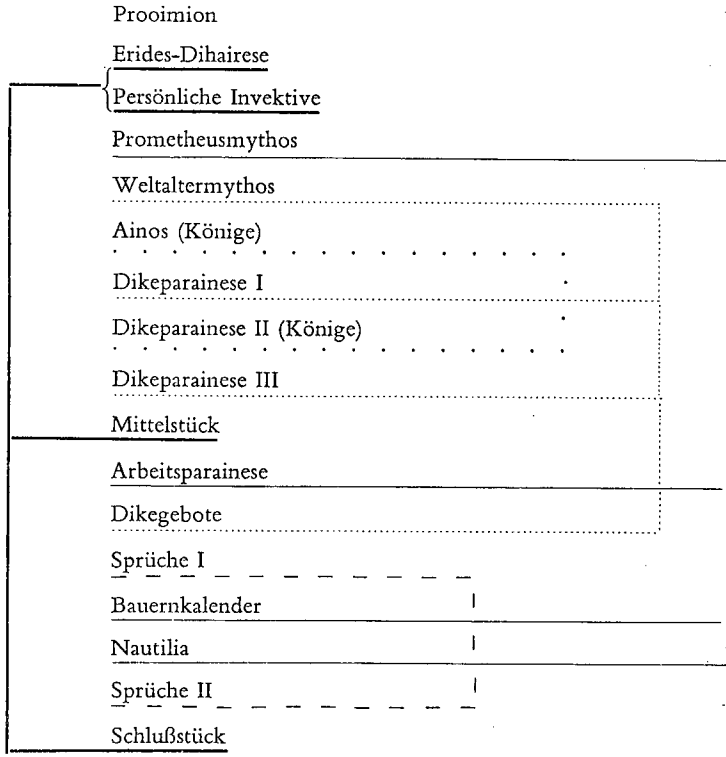 Prooimion
Erides-Dihairese
Persönliche Invektive
Prometheusmythos
Weltaltermythos
Ainos (Könige)
Dikeparainese I
Dikeparainese II (Könige)
Dikeparainese III
Mittelstück
Arbeitsparainese
Dikegebote
Sprüche I
Bauernkalender
Nautilia
Sprüche II
Schlußstück